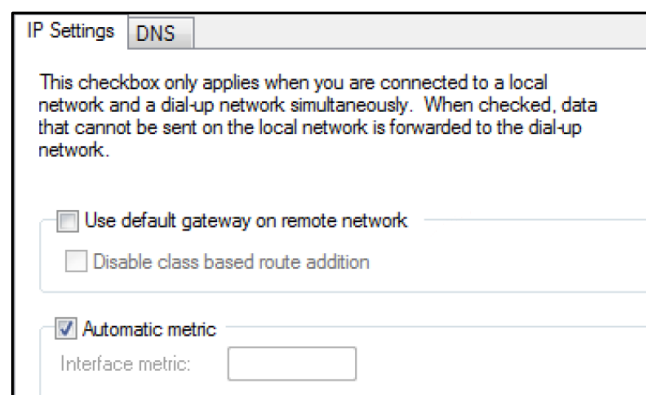 IP Settings
DNS
This checkbox only applies when you are connected to a local
network and a dial-up network simultaneously. When checked, data
that cannot be sent on the local network is forwarded to the dial-up
network.
Use default gateway on remote network
Disable class based route addition
Automatic metric
Interface metric: